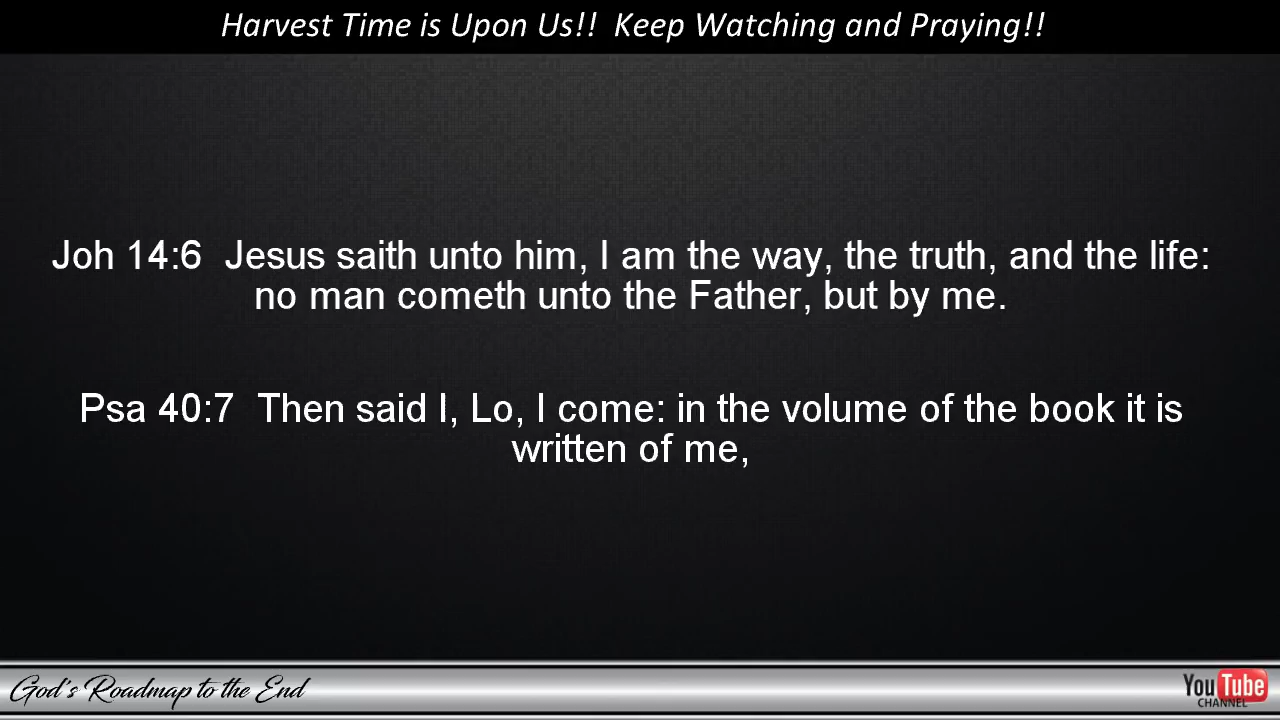 Harvest Time is Upon Us!!  Keep Watching and Praying!!
Joh 14:6  Jesus saith unto him, I am the way, the truth, and the life:
no man cometh unto the Father, but by me.
Psa 40:7  Then said I, Lo, I come: in the volume of the book it is
written of me,
God's Roadmap to the End
YouTube
CHANNEL